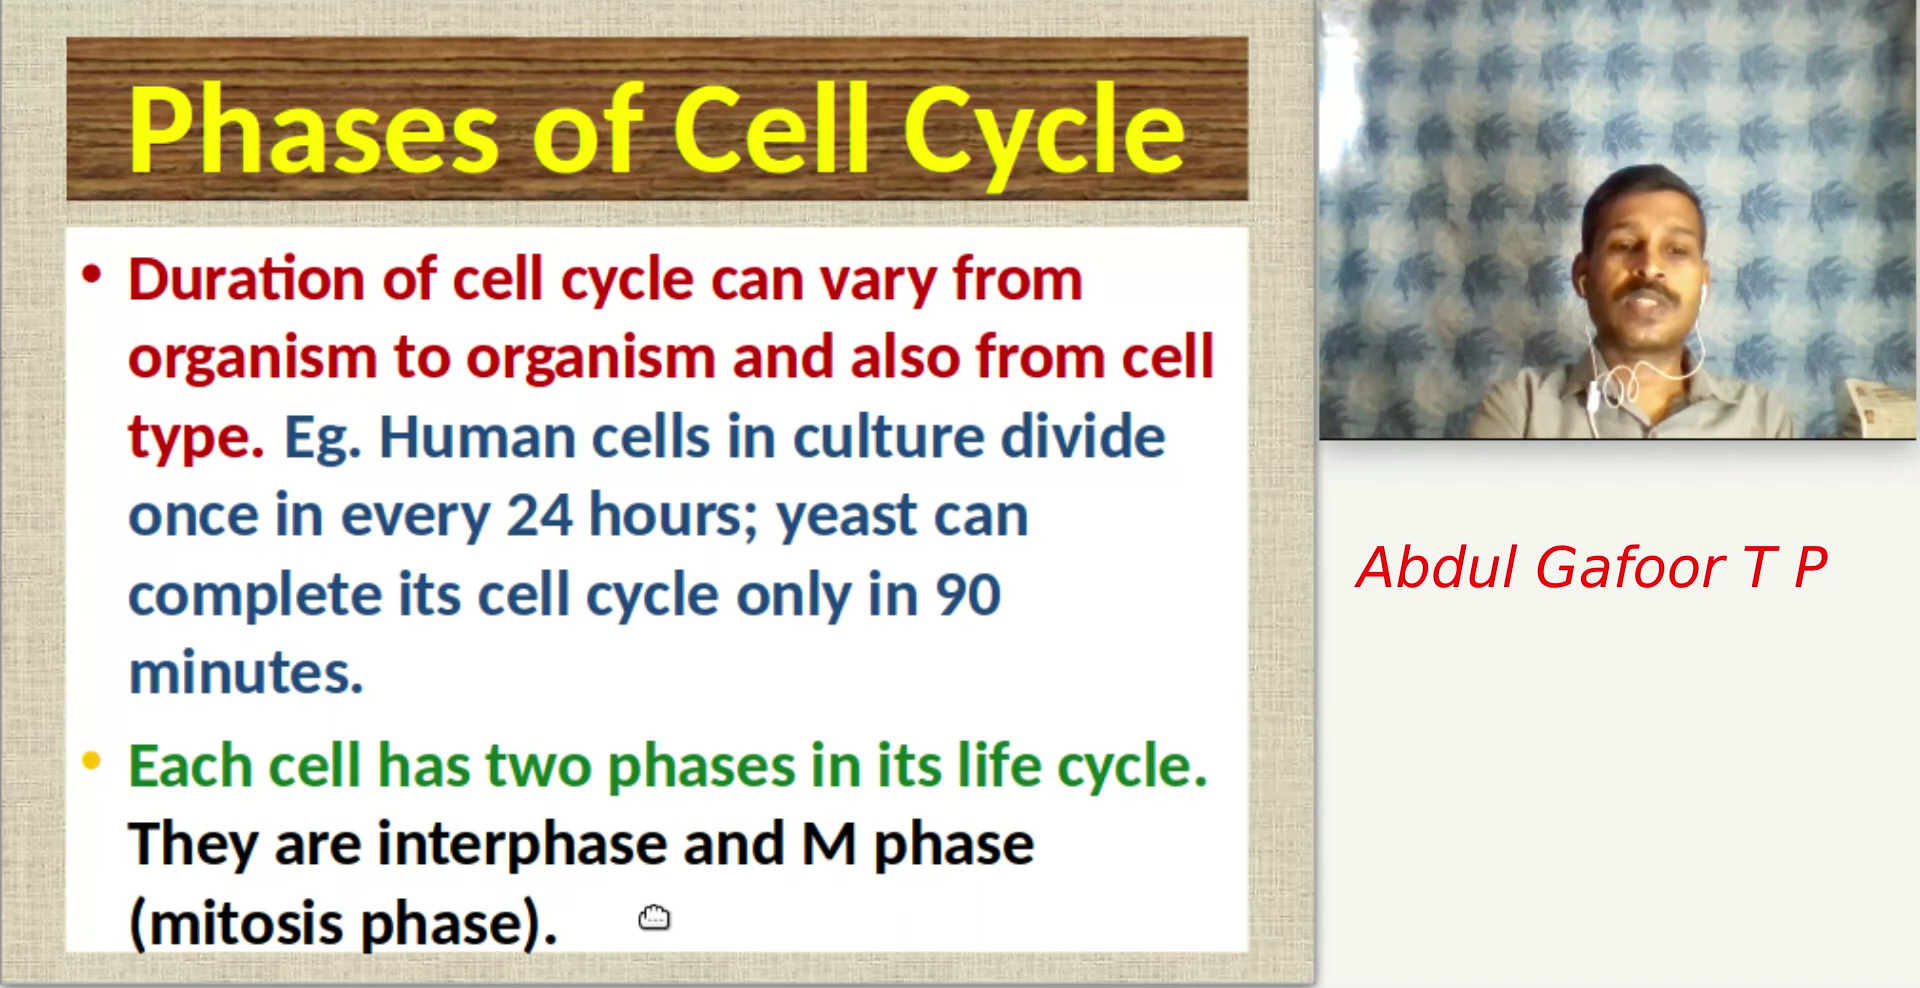 Phases of Cell Cycle
• Duration of cell cycle can vary from
organism to organism and also from cell
type. Eg. Human cells in culture divide
once in every 24 hours; yeast can
complete its cell cycle only in 90
minutes.
• Each cell has two phases in its life cycle.
They are interphase and M phase
(mitosis phase).
Abdul Gafoor T P